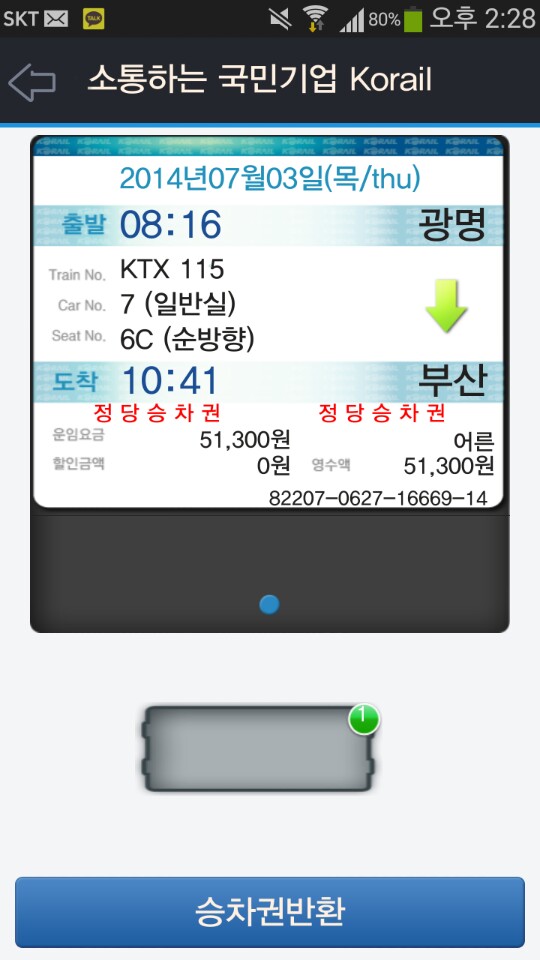 SKT TALK 80% 오후 2:28
소통하는 국민기업 Korail
KORAIL KORAIL KORAIL KORAIL KORAIL KORAIL KORAIL
2014년07월03일(목/thu)
출발 08:16 광명
Train No. KTX 115
Car No. 7 (일반실)
Seat No. 6C (순방향)
도착 10:41 부산
정당승차권 정당승차권
운임요금 51,300원 어른
할인금액 0원 영수액 51,300원
82207-0627-16669-14
1
승차권반환